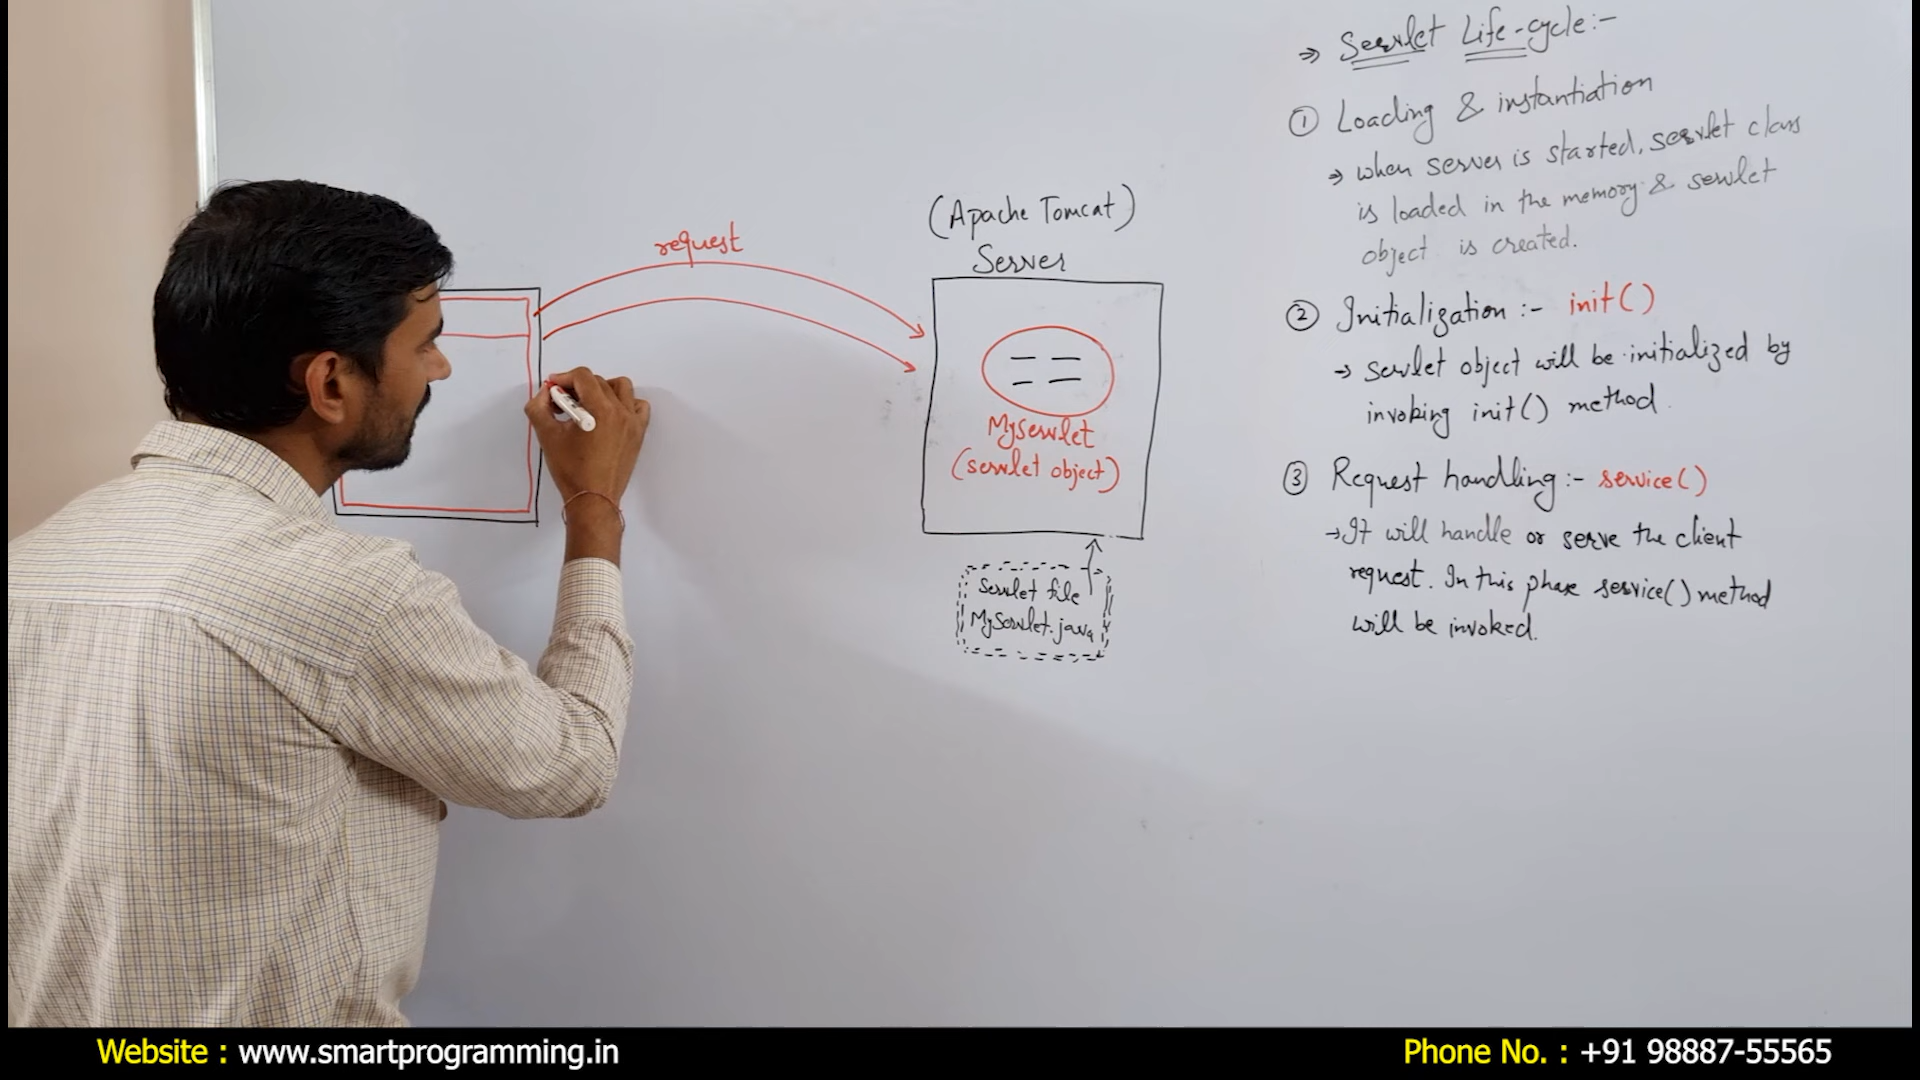 ⇒ Servlet Life-cycle:-
① Loading & instantiation
→ When server is started, servlet class
is loaded in the memory & servlet
object is created.
② Initialization :- init()
→ Servlet object will be initialized by
invoking init() method.
③ Request handling :- service()
→ It will handle or serve the client
request. In this phase service() method
will be invoked.
request
(Apache Tomcat)
Server
MyServlet
(servlet object)
Servlet file
MyServlet.java
Website : www.smartprogramming.in
Phone No. : +91 98887-55565